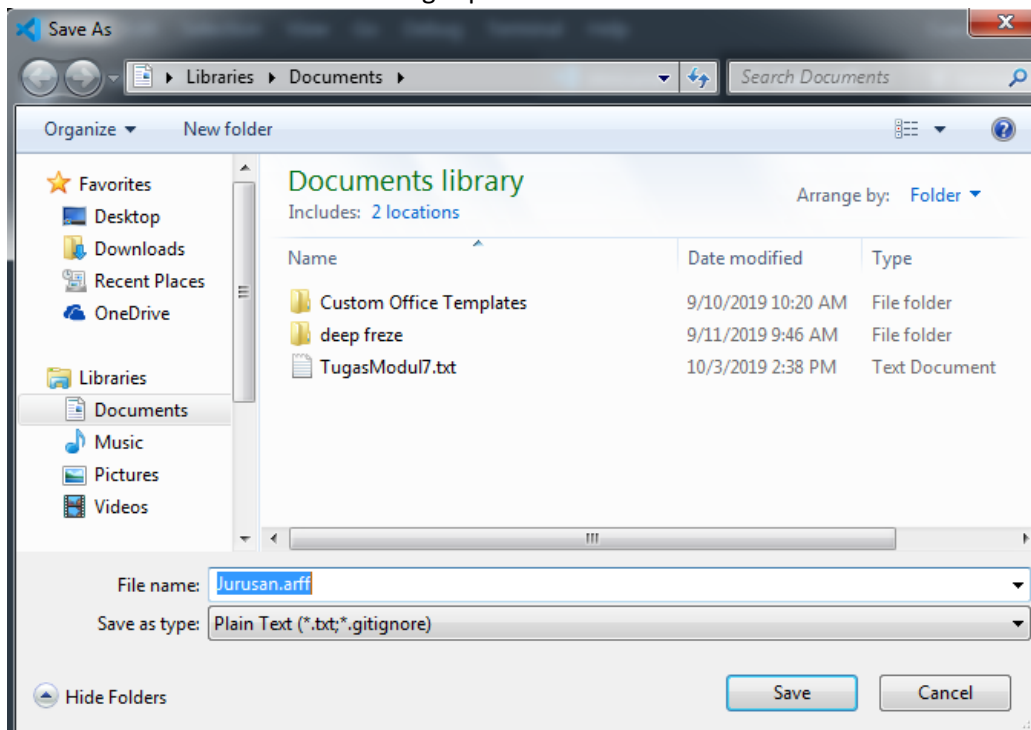 Save As
Libraries Documents
Search Documents
Organize New folder
Favorites
Desktop
Downloads
Recent Places
OneDrive
Libraries
Documents
Music
Pictures
Videos
Documents library
Includes: 2 locations
Arrange by: Folder
Name Date modified Type
Custom Office Templates 9/10/2019 10:20 AM File folder
deep freze 9/11/2019 9:46 AM File folder
TugasModul7.txt 10/3/2019 2:38 PM Text Document
File name: Jurusan.arff
Save as type: Plain Text (*.txt;*.gitignore)
Hide Folders Save Cancel